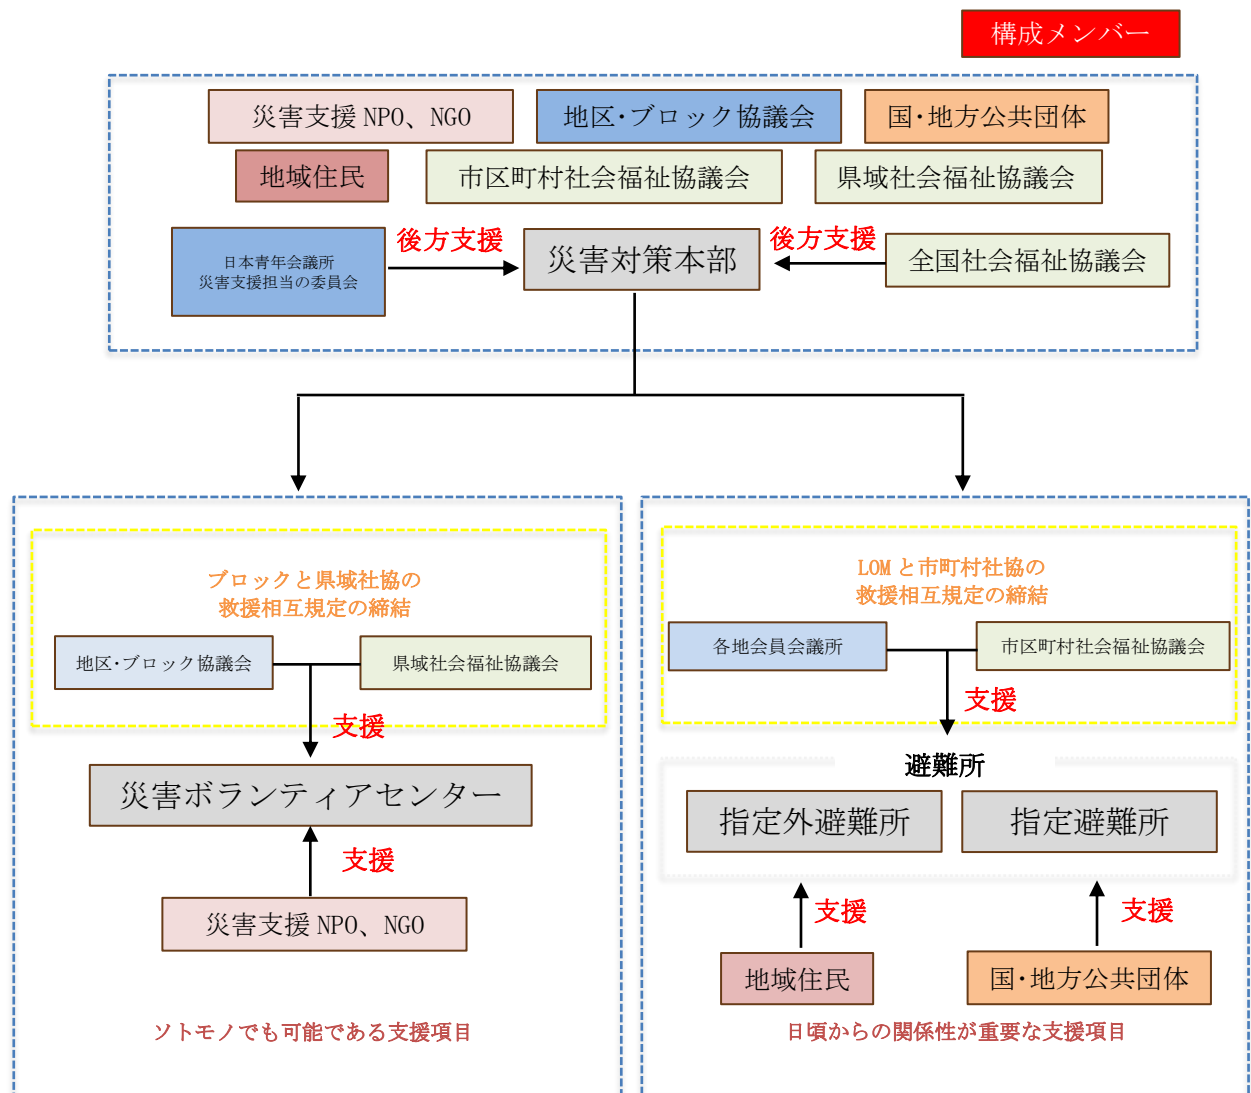 構成メンバー
災害支援 NPO、NGO
地区・ブロック協議会
国・地方公共団体
地域住民
市区町村社会福祉協議会
県域社会福祉協議会
日本青年会議所
災害支援担当の委員会
後方支援
災害対策本部
後方支援
全国社会福祉協議会
ブロックと県域社協の
救援相互規定の締結
地区・ブロック協議会
県域社会福祉協議会
支援
災害ボランティアセンター
支援
災害支援 NPO、NGO
ソトモノでも可能である支援項目
LOM と市町村社協の
救援相互規定の締結
各地会員会議所
市区町村社会福祉協議会
支援
避難所
指定外避難所
指定避難所
支援
支援
地域住民
国・地方公共団体
日頃からの関係性が重要な支援項目